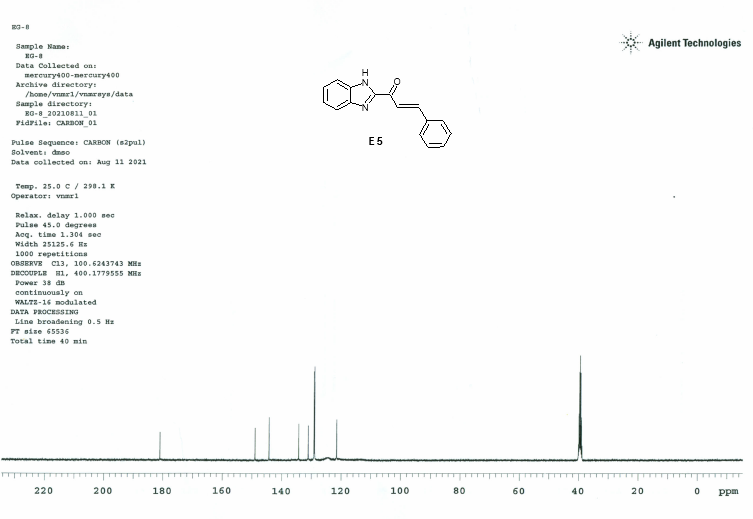 EG-8
Sample Name:
EG-8
Data Collected on:
mercury400-mercury400
Archive directory:
/home/vnmr1/vnmrsys/data
Sample directory:
EG-8_20210811_01
FidFile: CARBON_01
Pulse Sequence: CARBON (s2pul)
Solvent: dmso
Data collected on: Aug 11 2021
Temp. 25.0 C / 298.1 K
Operator: vnmr1
Relax. delay 1.000 sec
Pulse 45.0 degrees
Acq. time 1.304 sec
Width 25125.6 Hz
1000 repetitions
OBSERVE C13, 100.6243743 MHz
DECOUPLE H1, 400.1779555 MHz
Power 38 dB
continuously on
WALTZ-16 modulated
DATA PROCESSING
Line broadening 0.5 Hz
FT size 65536
Total time 40 min
Agilent Technologies
H
N
O
N
E5
220 200 180 160 140 120 100 80 60 40 20 0 ppm